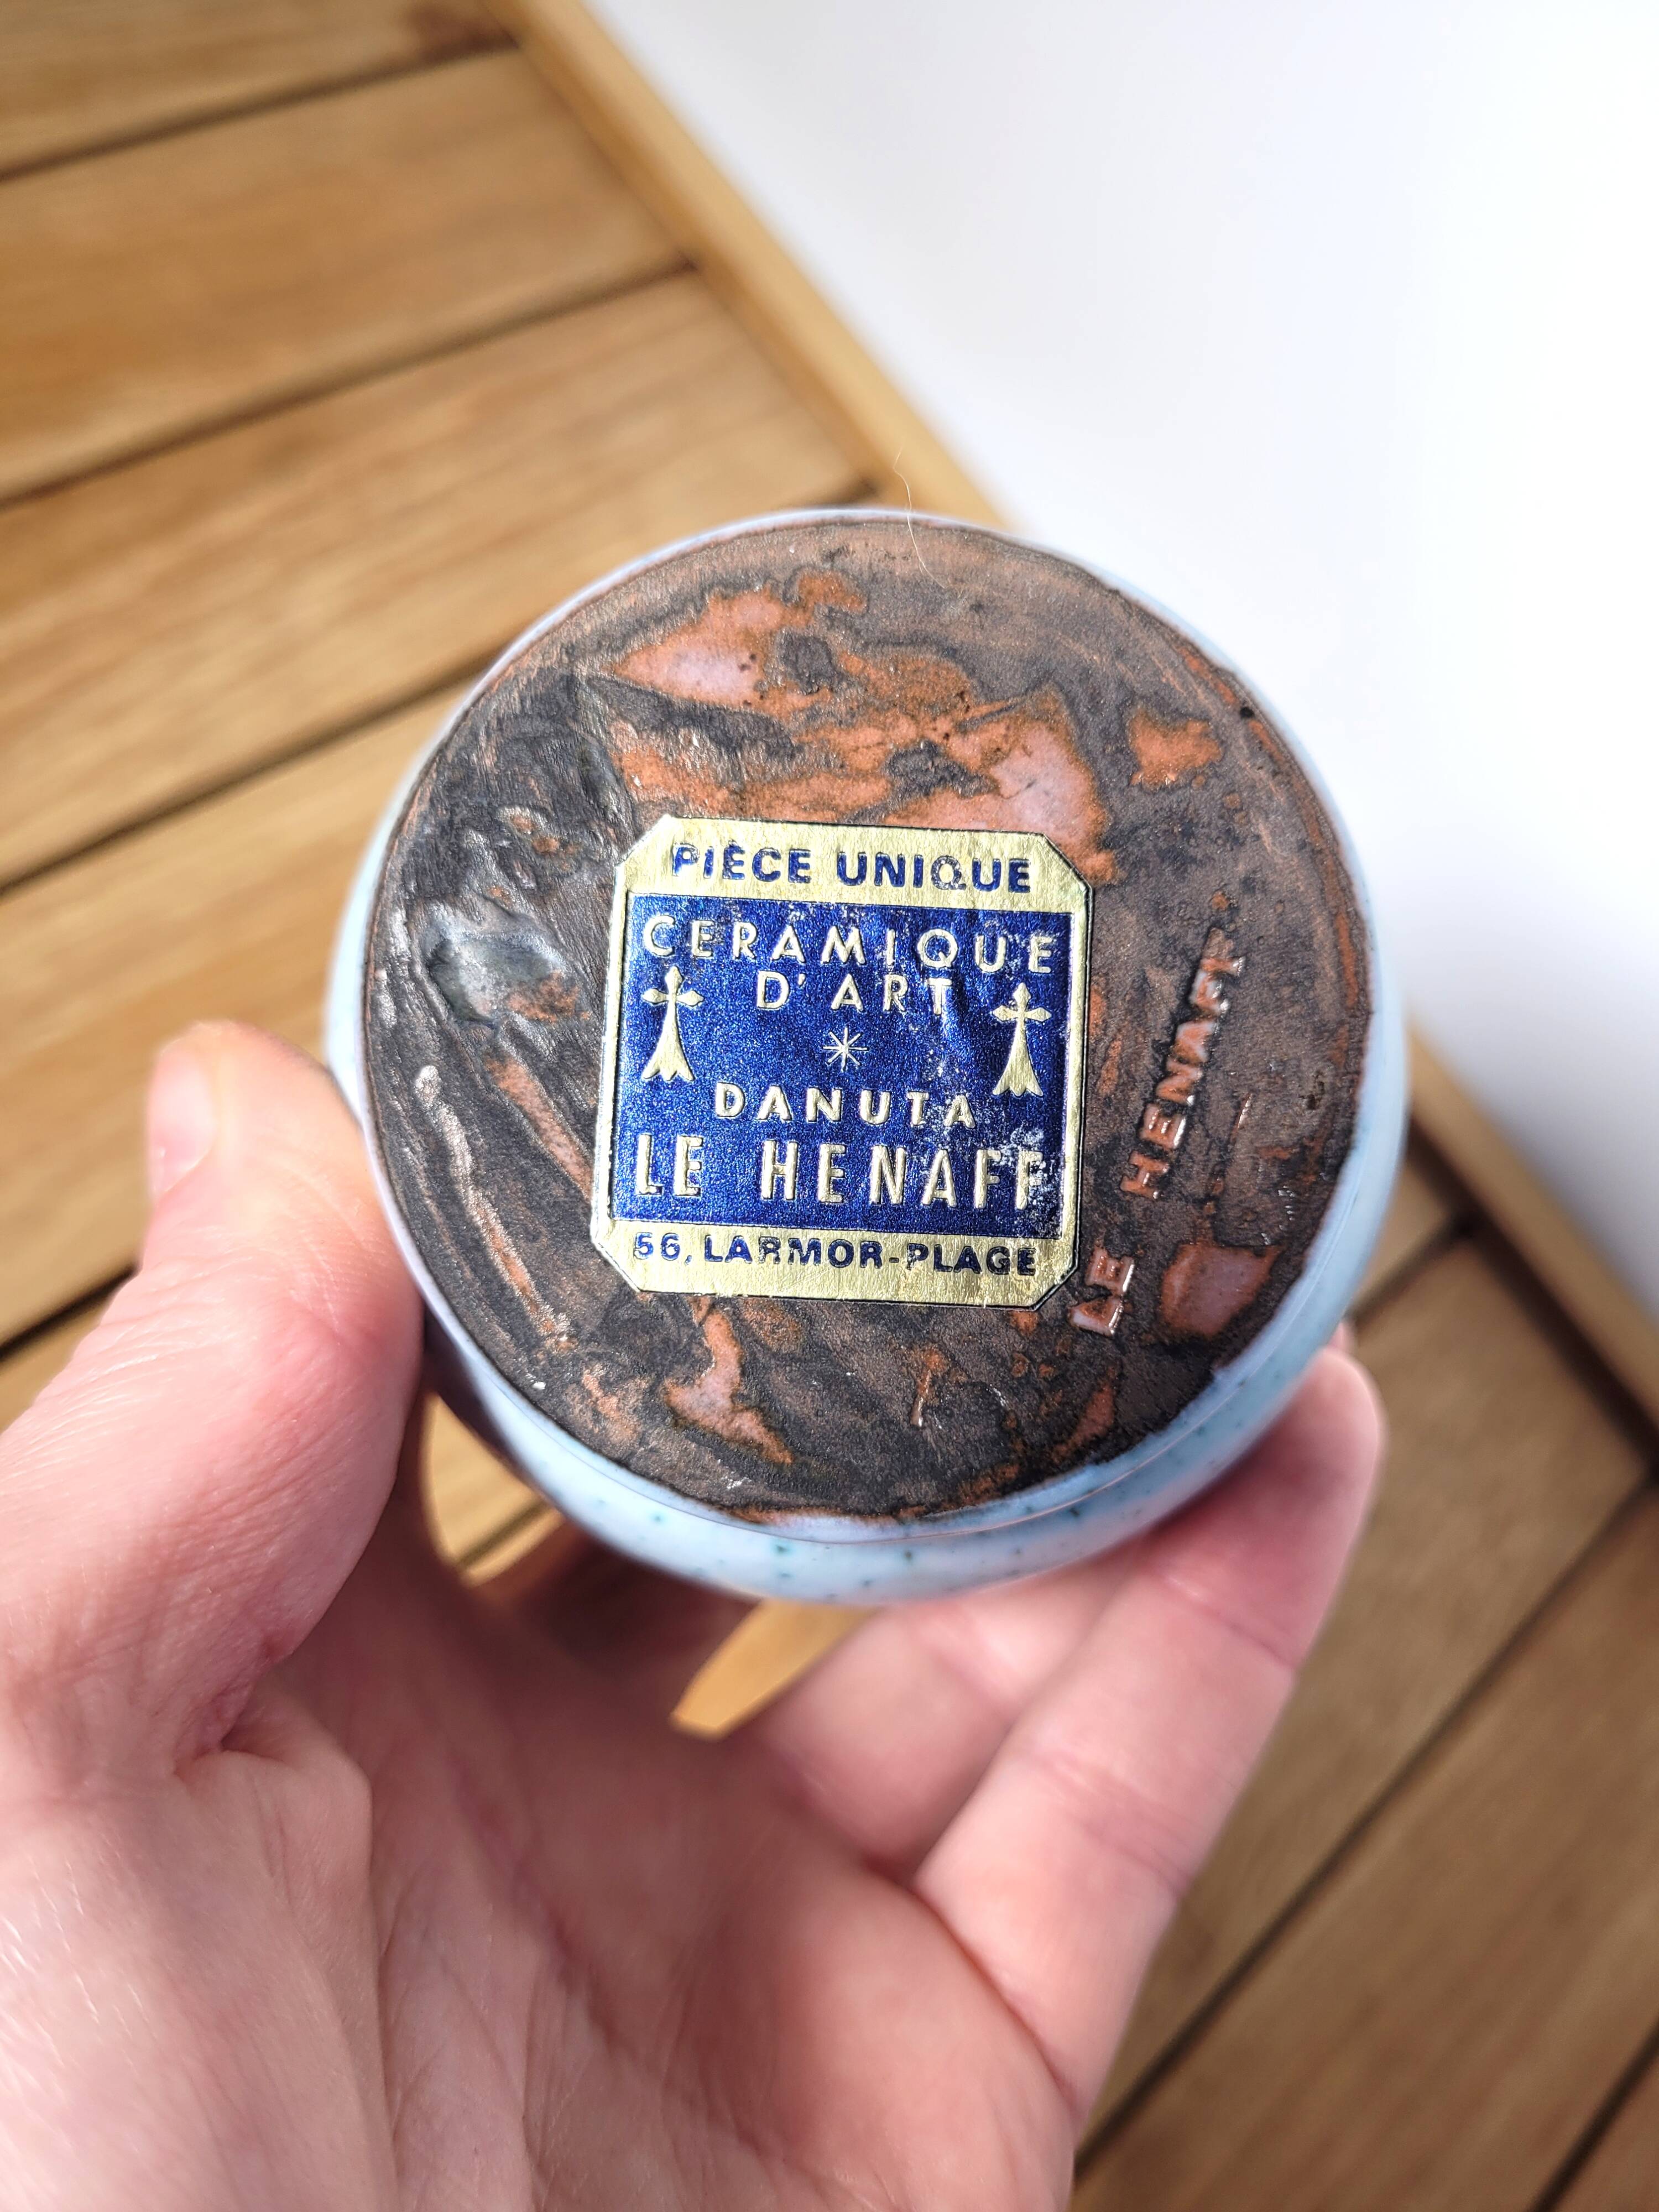 PIÈCE UNIQUE
CERAMIQUE
D'ART
DANUTA
LE HENAFF
56, LARMOR-PLAGE
LE HENAFF